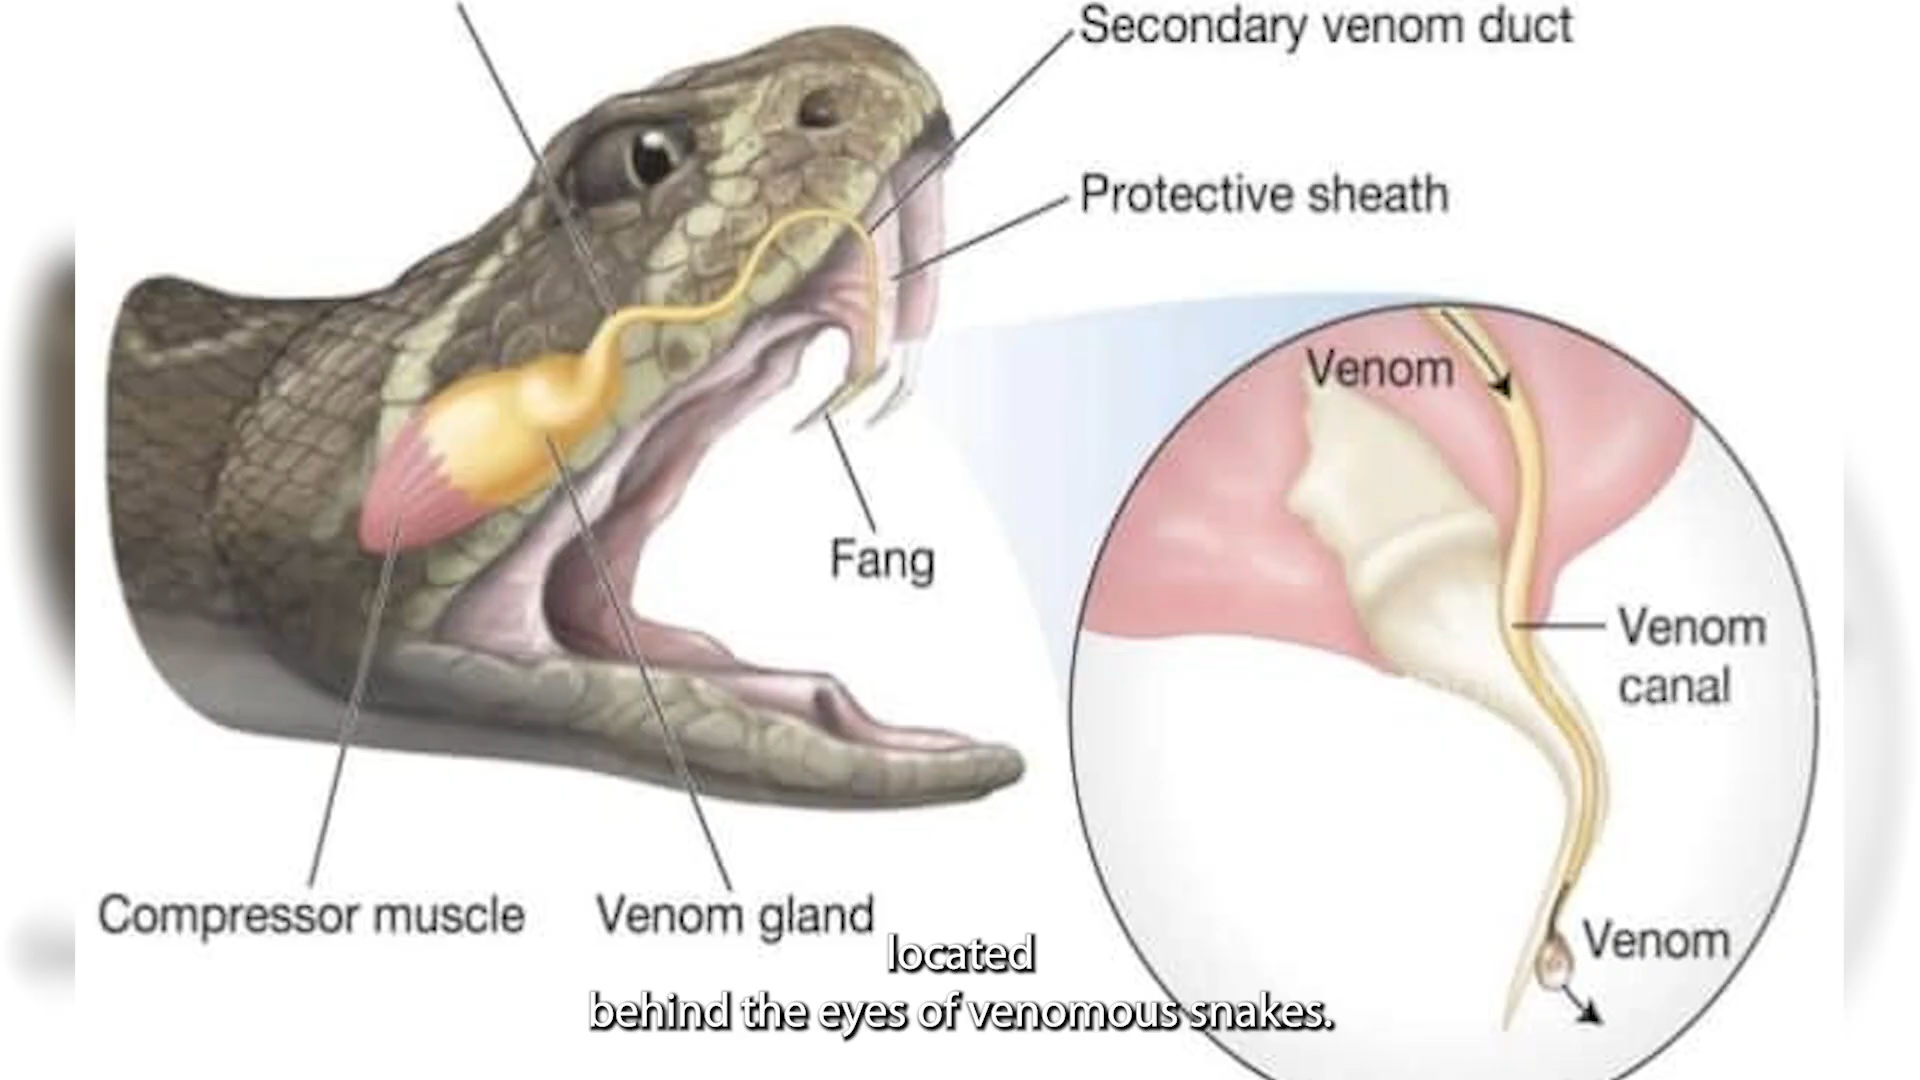 Secondary venom duct
Protective sheath
Venom
Fang
Venom
canal
Compressor muscle
Venom gland
Venom
located
behind the eyes of venomous snakes.